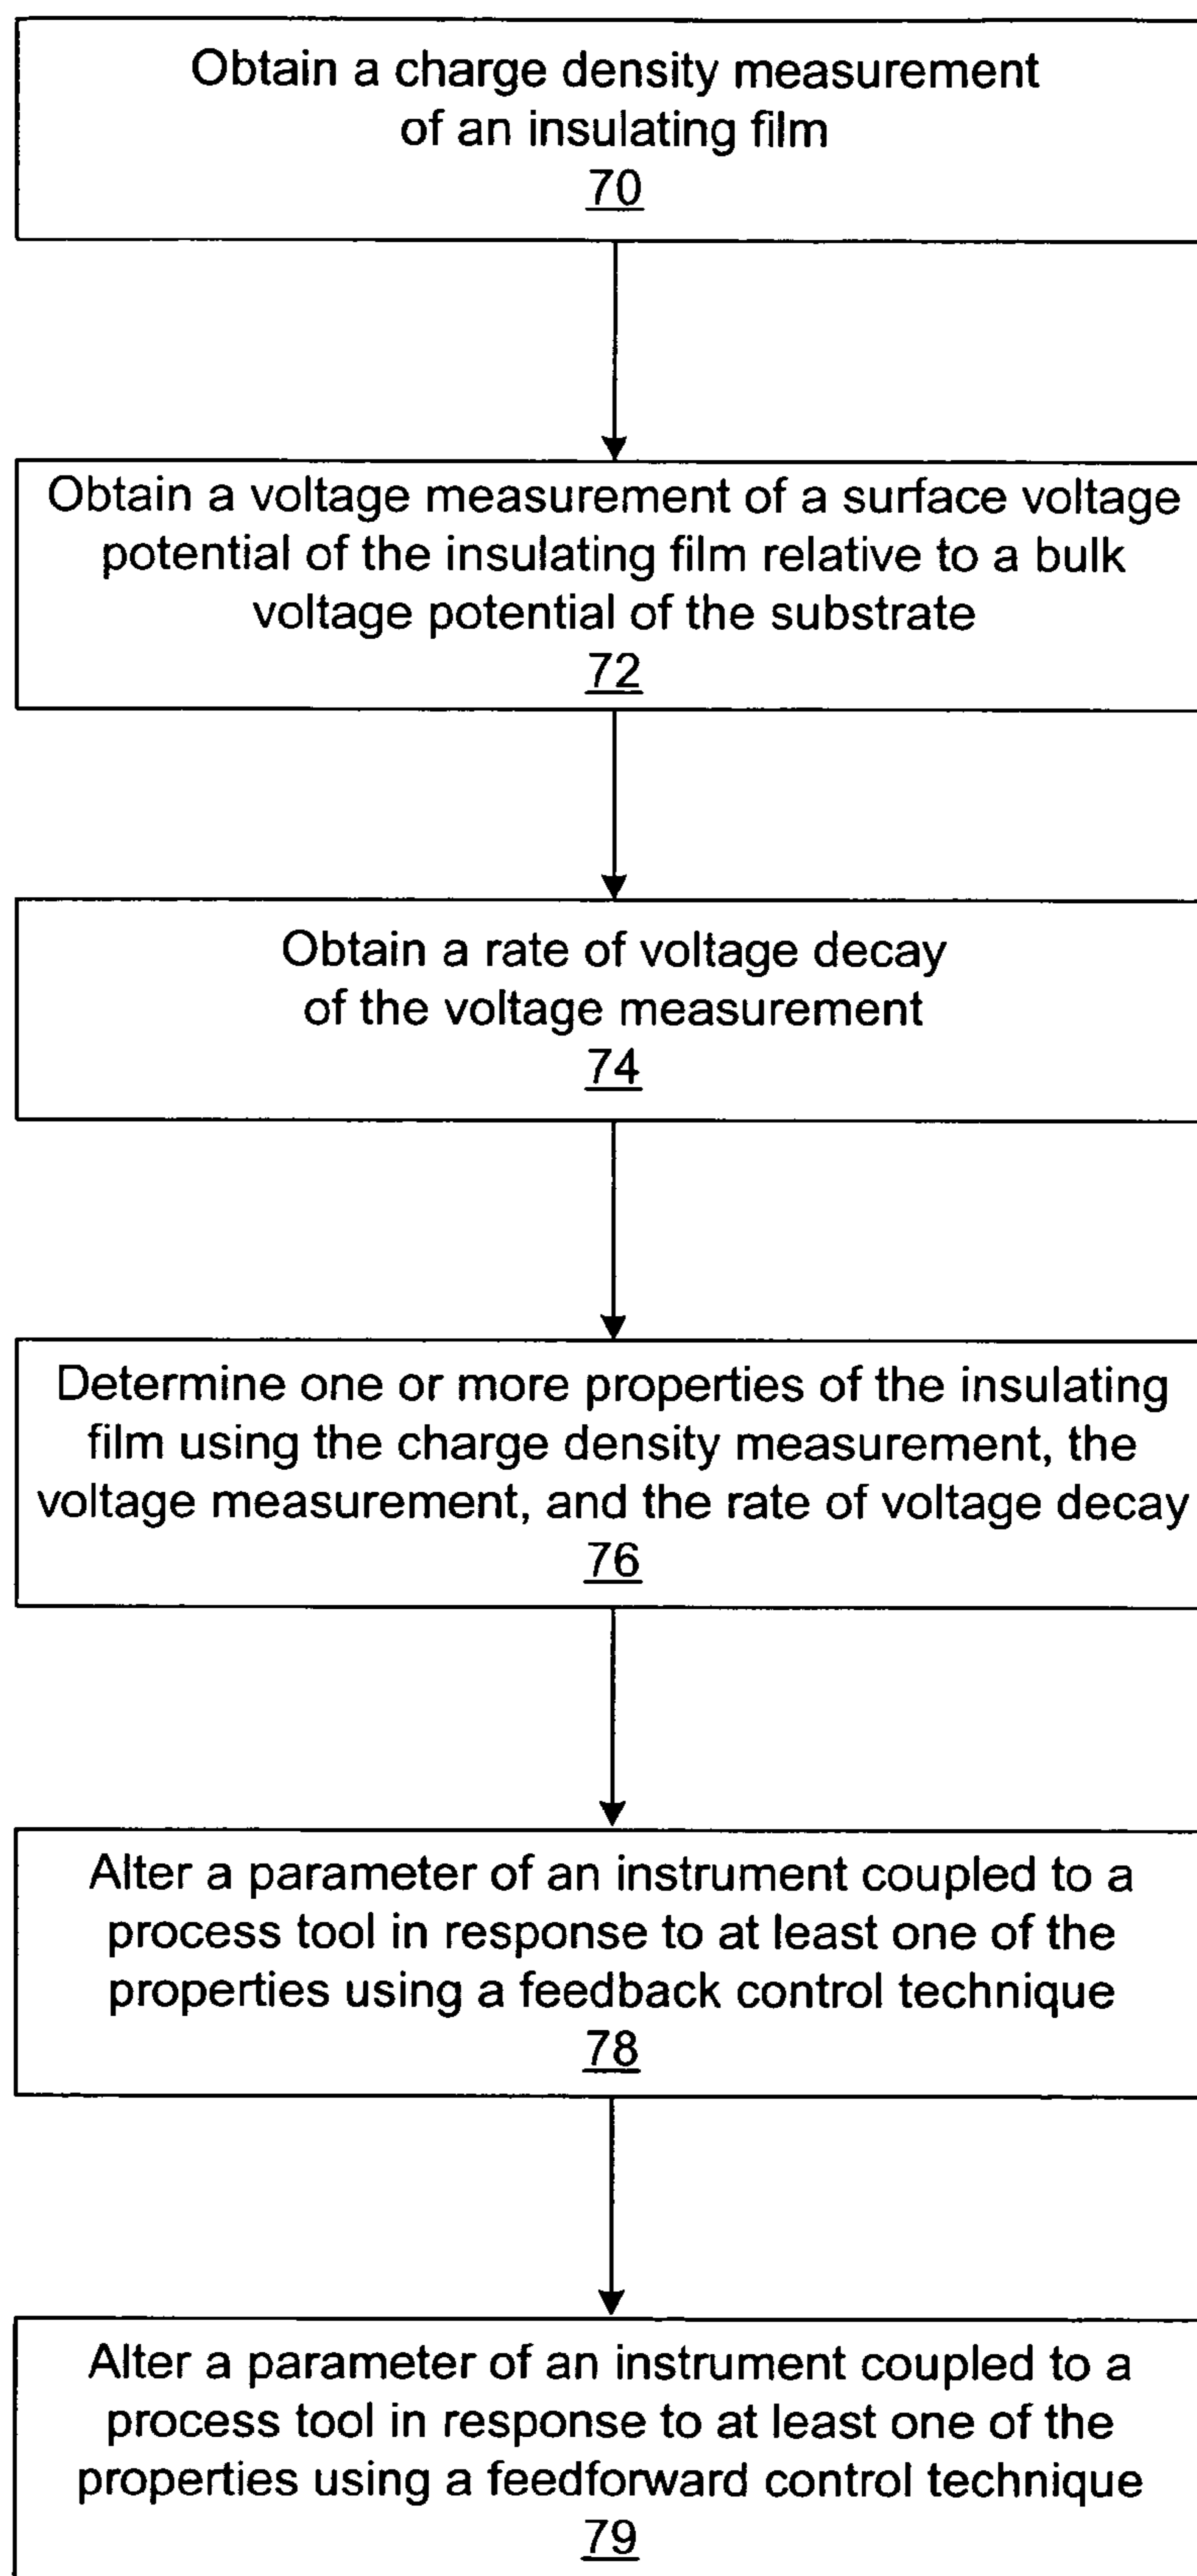 Obtain a charge density measurement
of an insulating film
70
Obtain a voltage measurement of a surface voltage
potential of the insulating film relative to a bulk
voltage potential of the substrate
72
Obtain a rate of voltage decay
of the voltage measurement
74
Determine one or more properties of the insulating
film using the charge density measurement, the
voltage measurement, and the rate of voltage decay
76
Alter a parameter of an instrument coupled to a
process tool in response to at least one of the
properties using a feedback control technique
78
Alter a parameter of an instrument coupled to a
process tool in response to at least one of the
properties using a feedforward control technique
79